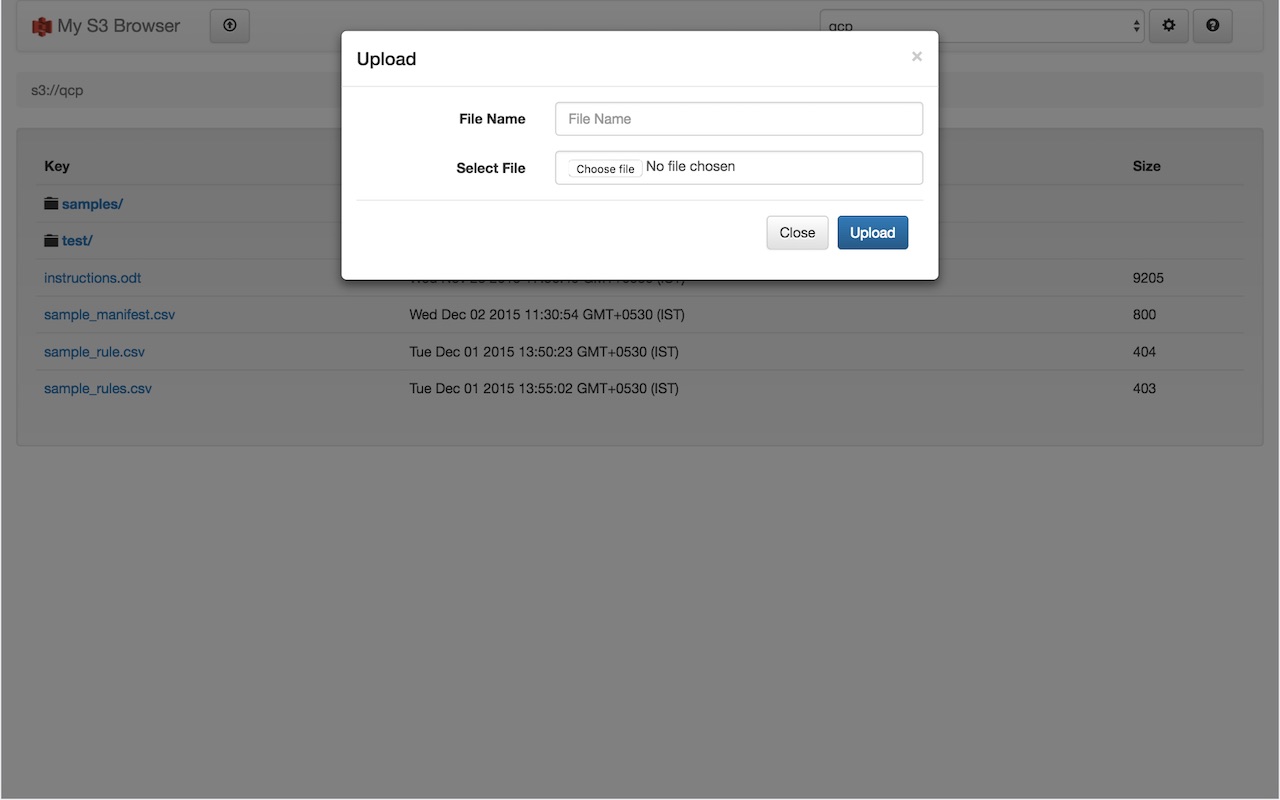 My S3 Browser
qcp
Upload
×
s3://qcp
File Name File Name
Select File Choose file No file chosen
Close Upload
Key Size
samples/
test/
instructions.odt 9205
sample_manifest.csv Wed Dec 02 2015 11:30:54 GMT+0530 (IST) 800
sample_rule.csv Tue Dec 01 2015 13:50:23 GMT+0530 (IST) 404
sample_rules.csv Tue Dec 01 2015 13:55:02 GMT+0530 (IST) 403